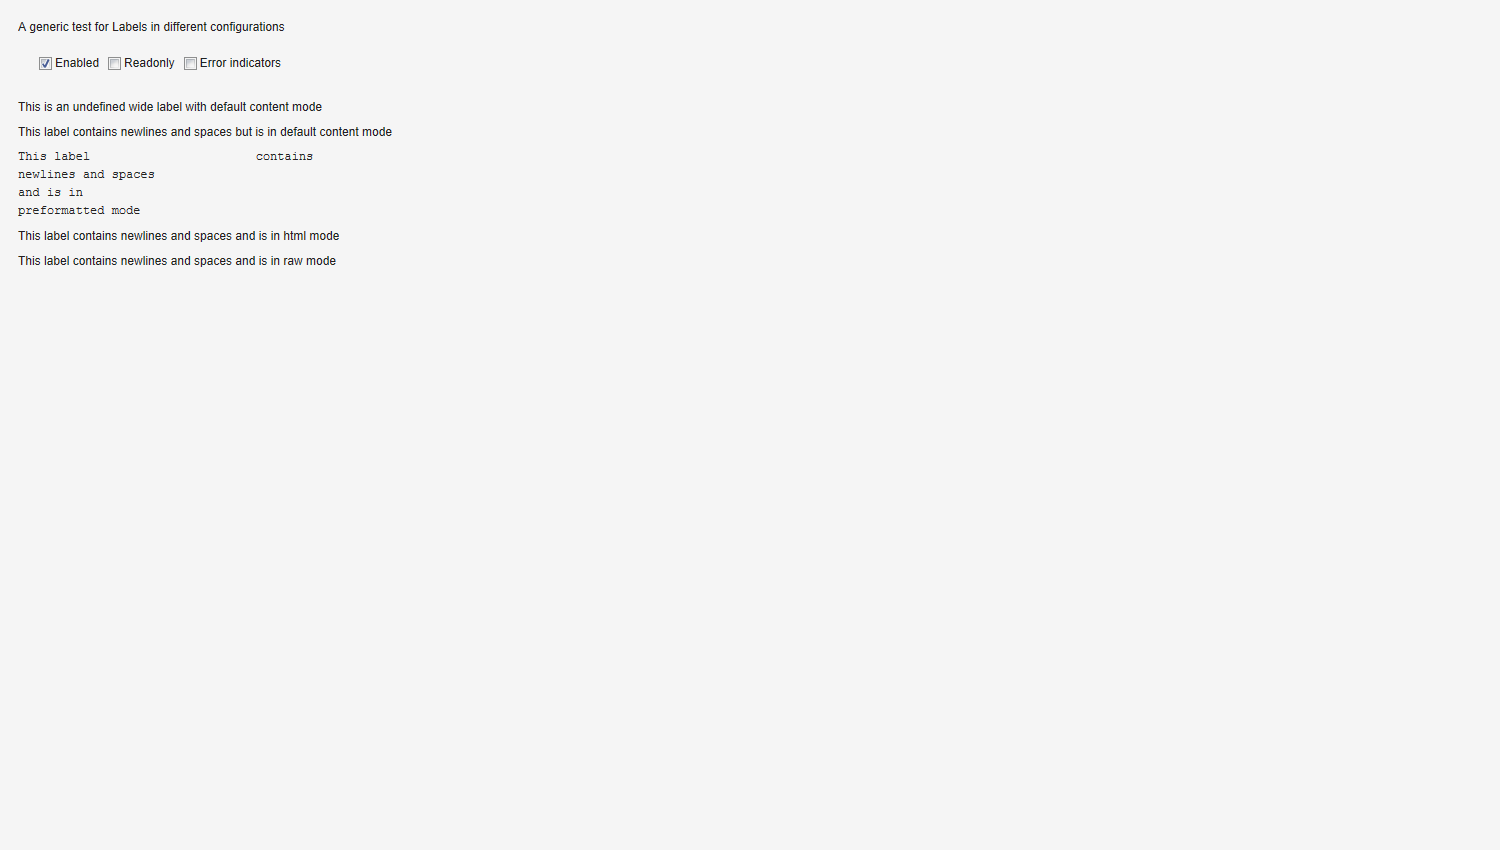 A generic test for Labels in different configurations
Enabled Readonly Error indicators
This is an undefined wide label with default content mode
This label contains newlines and spaces but is in default content mode
This label                       contains
newlines and spaces
and is in
preformatted mode
This label contains newlines and spaces and is in html mode
This label contains newlines and spaces and is in raw mode